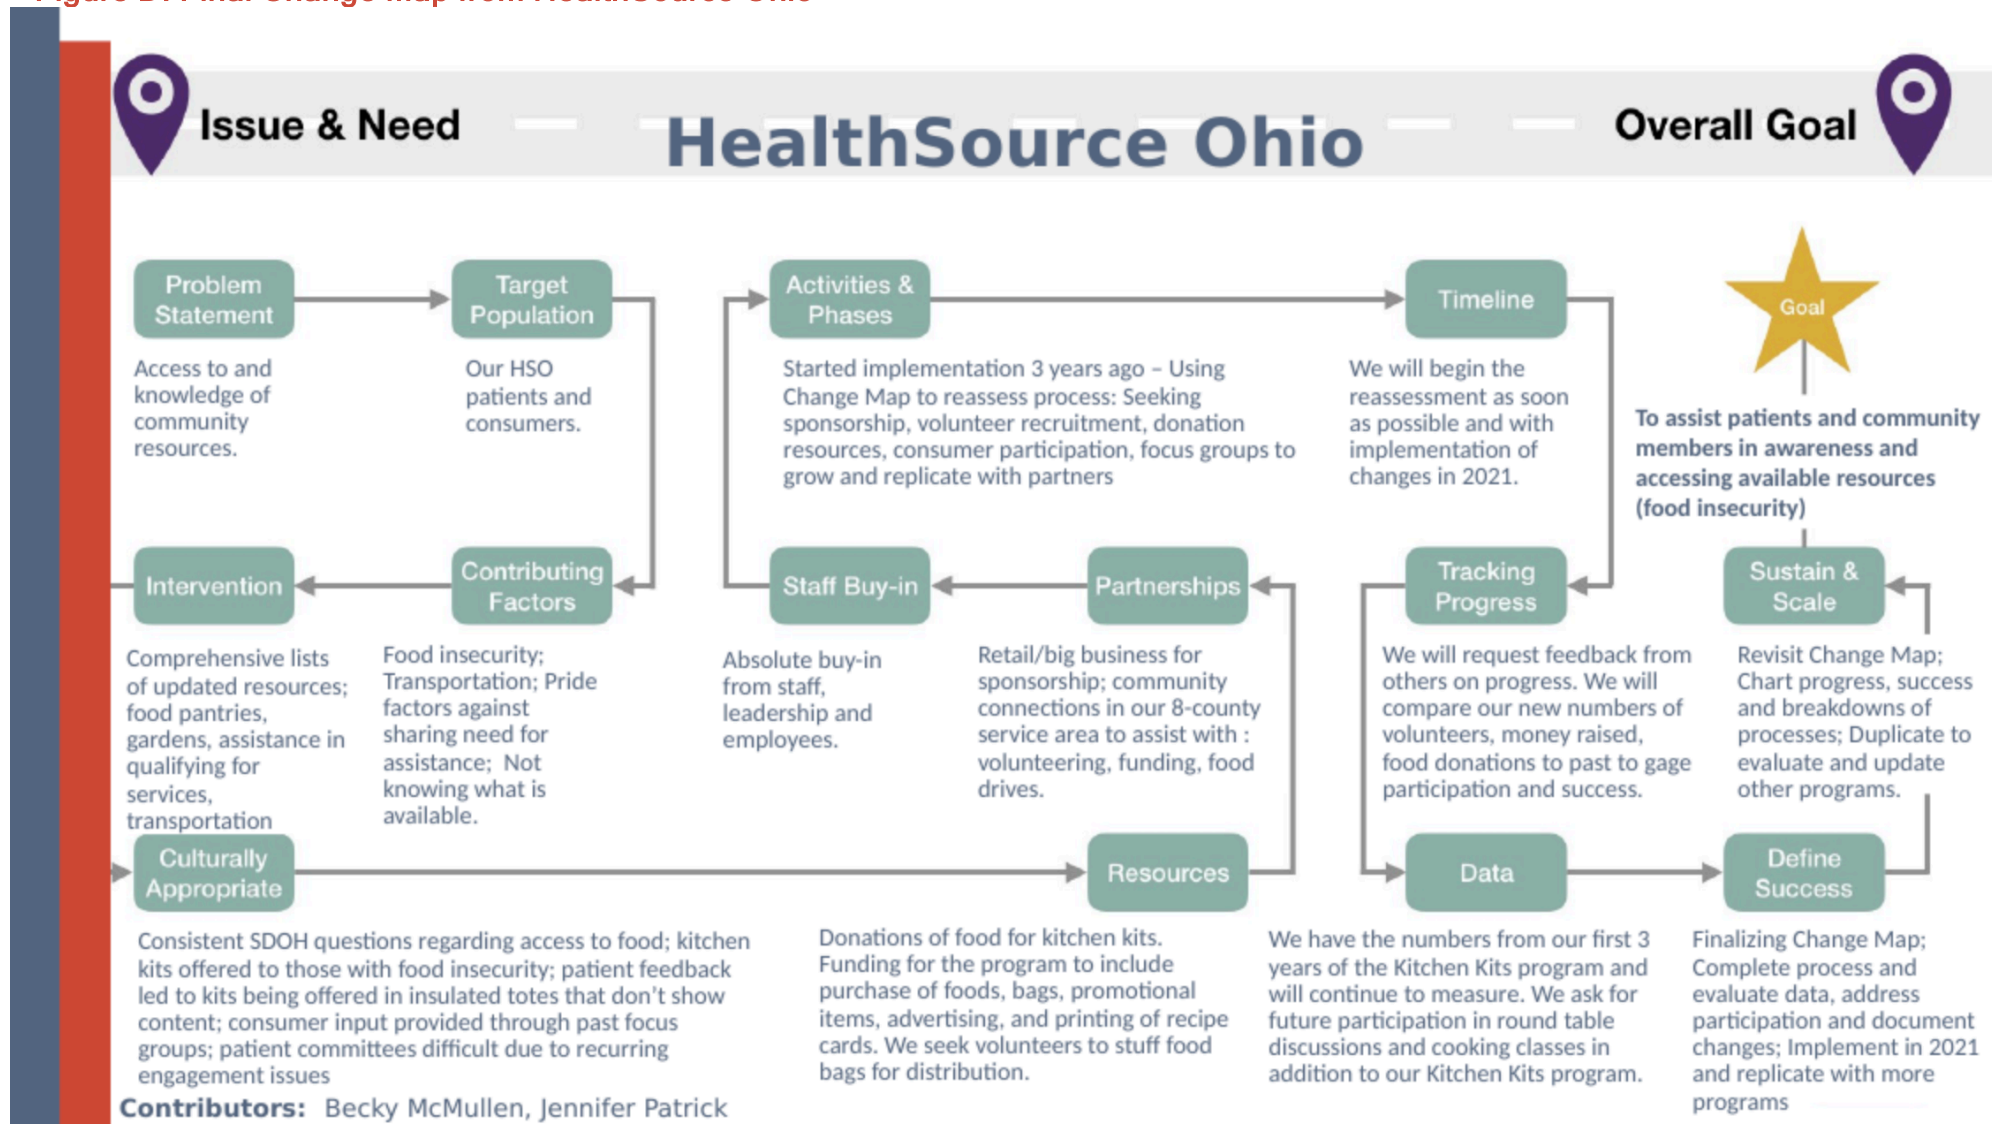 Figure D. Final Change Map from HealthSource Ohio
Issue & Need
HealthSource Ohio
Overall Goal
Problem
Statement
Access to and
knowledge of
community
resources.
Target
Population
Our HSO
patients and
consumers.
Activities &
Phases
Started implementation 3 years ago – Using
Change Map to reassess process: Seeking
sponsorship, volunteer recruitment, donation
resources, consumer participation, focus groups to
grow and replicate with partners
Timeline
We will begin the
reassessment as soon
as possible and with
implementation of
changes in 2021.
Goal
To assist patients and community
members in awareness and
accessing available resources
(food insecurity)
Intervention
Comprehensive lists
of updated resources;
food pantries,
gardens, assistance in
qualifying for
services,
transportation
Contributing
Factors
Food insecurity;
Transportation; Pride
factors against
sharing need for
assistance;  Not
knowing what is
available.
Staff Buy-in
Absolute buy-in
from staff,
leadership and
employees.
Partnerships
Retail/big business for
sponsorship; community
connections in our 8-county
service area to assist with :
volunteering, funding, food
drives.
Tracking
Progress
We will request feedback from
others on progress. We will
compare our new numbers of
volunteers, money raised,
food donations to past to gage
participation and success.
Sustain &
Scale
Revisit Change Map;
Chart progress, success
and breakdowns of
processes; Duplicate to
evaluate and update
other programs.
Culturally
Appropriate
Consistent SDOH questions regarding access to food; kitchen
kits offered to those with food insecurity; patient feedback
led to kits being offered in insulated totes that don’t show
content; consumer input provided through past focus
groups; patient committees difficult due to recurring
engagement issues
Resources
Donations of food for kitchen kits.
Funding for the program to include
purchase of foods, bags, promotional
items, advertising, and printing of recipe
cards. We seek volunteers to stuff food
bags for distribution.
Data
We have the numbers from our first 3
years of the Kitchen Kits program and
will continue to measure. We ask for
future participation in round table
discussions and cooking classes in
addition to our Kitchen Kits program.
Define
Success
Finalizing Change Map;
Complete process and
evaluate data, address
participation and document
changes; Implement in 2021
and replicate with more
programs
Contributors:  Becky McMullen, Jennifer Patrick